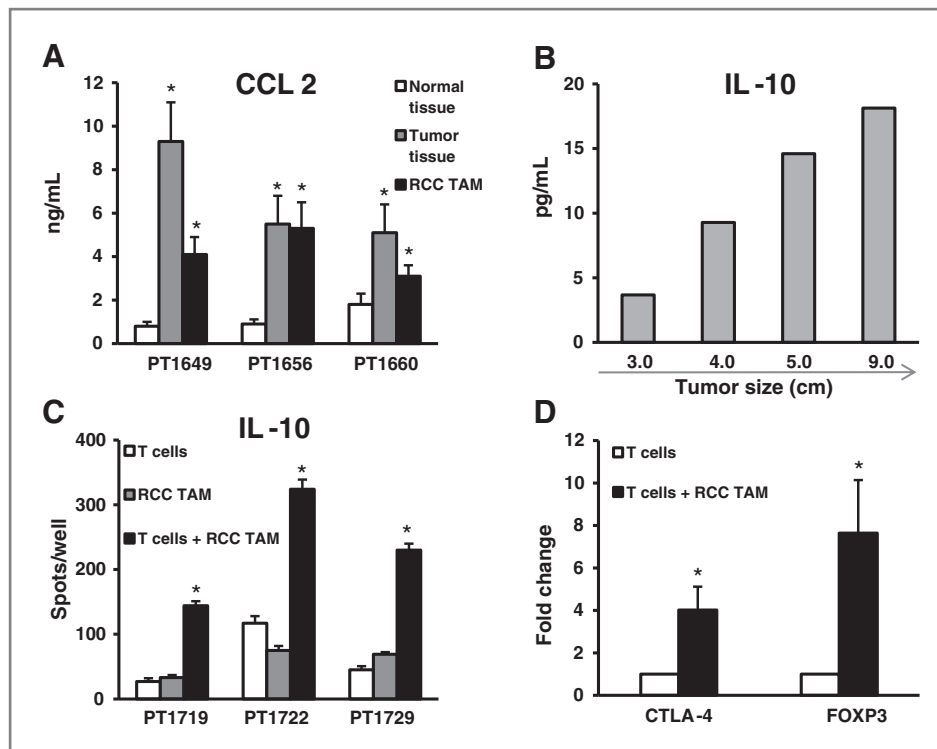 A
CCL 2
12
10
8
6
4
2
0
ng/mL
Normal
tissue
Tumor
tissue
RCC TAM
*
*
*
*
*
*
PT1649 PT1656 PT1660
B
IL-10
20
15
10
5
0
pg/mL
3.0 4.0 5.0 9.0
Tumor size (cm)
C
IL-10
400
300
200
100
0
Spots/well
T cells
RCC TAM
T cells + RCC TAM
*
*
*
PT1719 PT1722 PT1729
D
12
10
8
6
4
2
0
Fold change
T cells
T cells + RCC TAM
*
*
CTLA-4 FOXP3